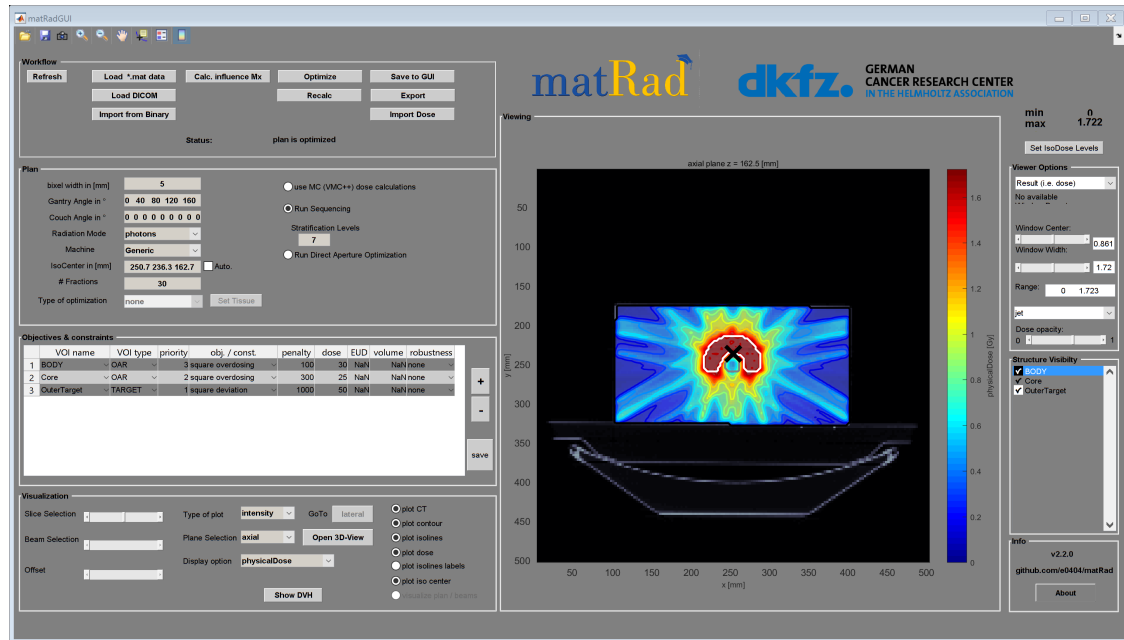 matRadGUI
Workflow
Refresh Load *.mat data Calc. influence Mx Optimize Save to GUI
Load DICOM Recalc Export
Import from Binary Import Dose
Status: plan is optimized
matRad
dkfz.
GERMAN
CANCER RESEARCH CENTER
IN THE HELMHOLTZ ASSOCIATION
min 0
max 1.722
Set IsoDose Levels
Plan
bixel width in [mm] 5
Gantry Angle in ° 0 40 80 120 160
Couch Angle in ° 0 0 0 0 0 0 0 0 0
Radiation Mode photons
Machine Generic
IsoCenter in [mm] 250.7 236.3 162.7 Auto.
# Fractions 30
Type of optimization none Set Tissue
use MC (VMC++) dose calculations
Run Sequencing
Stratification Levels
7
Run Direct Aperture Optimization
Objectives & constraints
VOI name VOI type priority obj. / const. penalty dose EUD volume robustness
1 BODY OAR 3 square overdosing 100 30 NaN NaN none
2 Core OAR 2 square overdosing 300 25 NaN NaN none
3 OuterTarget TARGET 1 square deviation 1000 50 NaN NaN none
+
-
save
Visualization
Slice Selection
Beam Selection
Offset
Type of plot intensity GoTo lateral
Plane Selection axial Open 3D-View
Display option physicalDose
Show DVH
plot CT
plot contour
plot isolines
plot dose
plot isolines labels
plot iso center
visualize plan / beams
Viewing
axial plane z = 162.5 [mm]
50
100
150
200
250
300
350
400
450
500
y [mm]
50 100 150 200 250 300 350 400 450 500
x [mm]
1.6
1.4
1.2
1
0.8
0.6
0.4
0.2
0
physicalDose [Gy]
Viewer Options
Result (i.e. dose)
No available
Window Center:
0.861
Window Width:
1.72
Range: 0 1.723
jet
Dose opacity:
0 1
Structure Visibilty
BODY
Core
OuterTarget
Info
v2.2.0
github.com/e0404/matRad
About